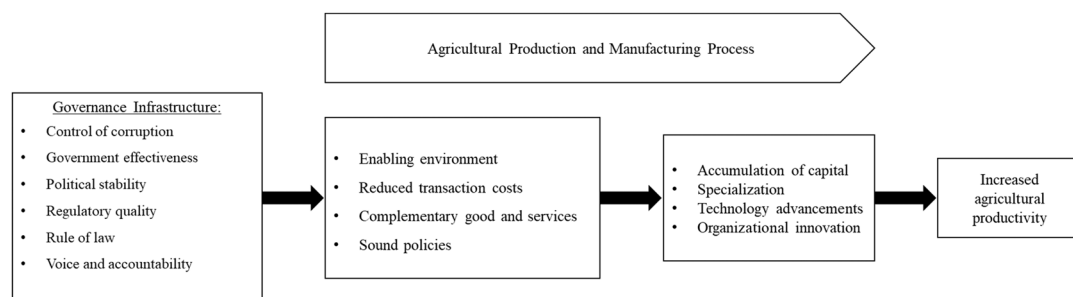 Agricultural Production and Manufacturing Process
Governance Infrastructure:
• Control of corruption
• Government effectiveness
• Political stability
• Regulatory quality
• Rule of law
• Voice and accountability
• Enabling environment
• Reduced transaction costs
• Complementary good and services
• Sound policies
• Accumulation of capital
• Specialization
• Technology advancements
• Organizational innovation
Increased
agricultural
productivity